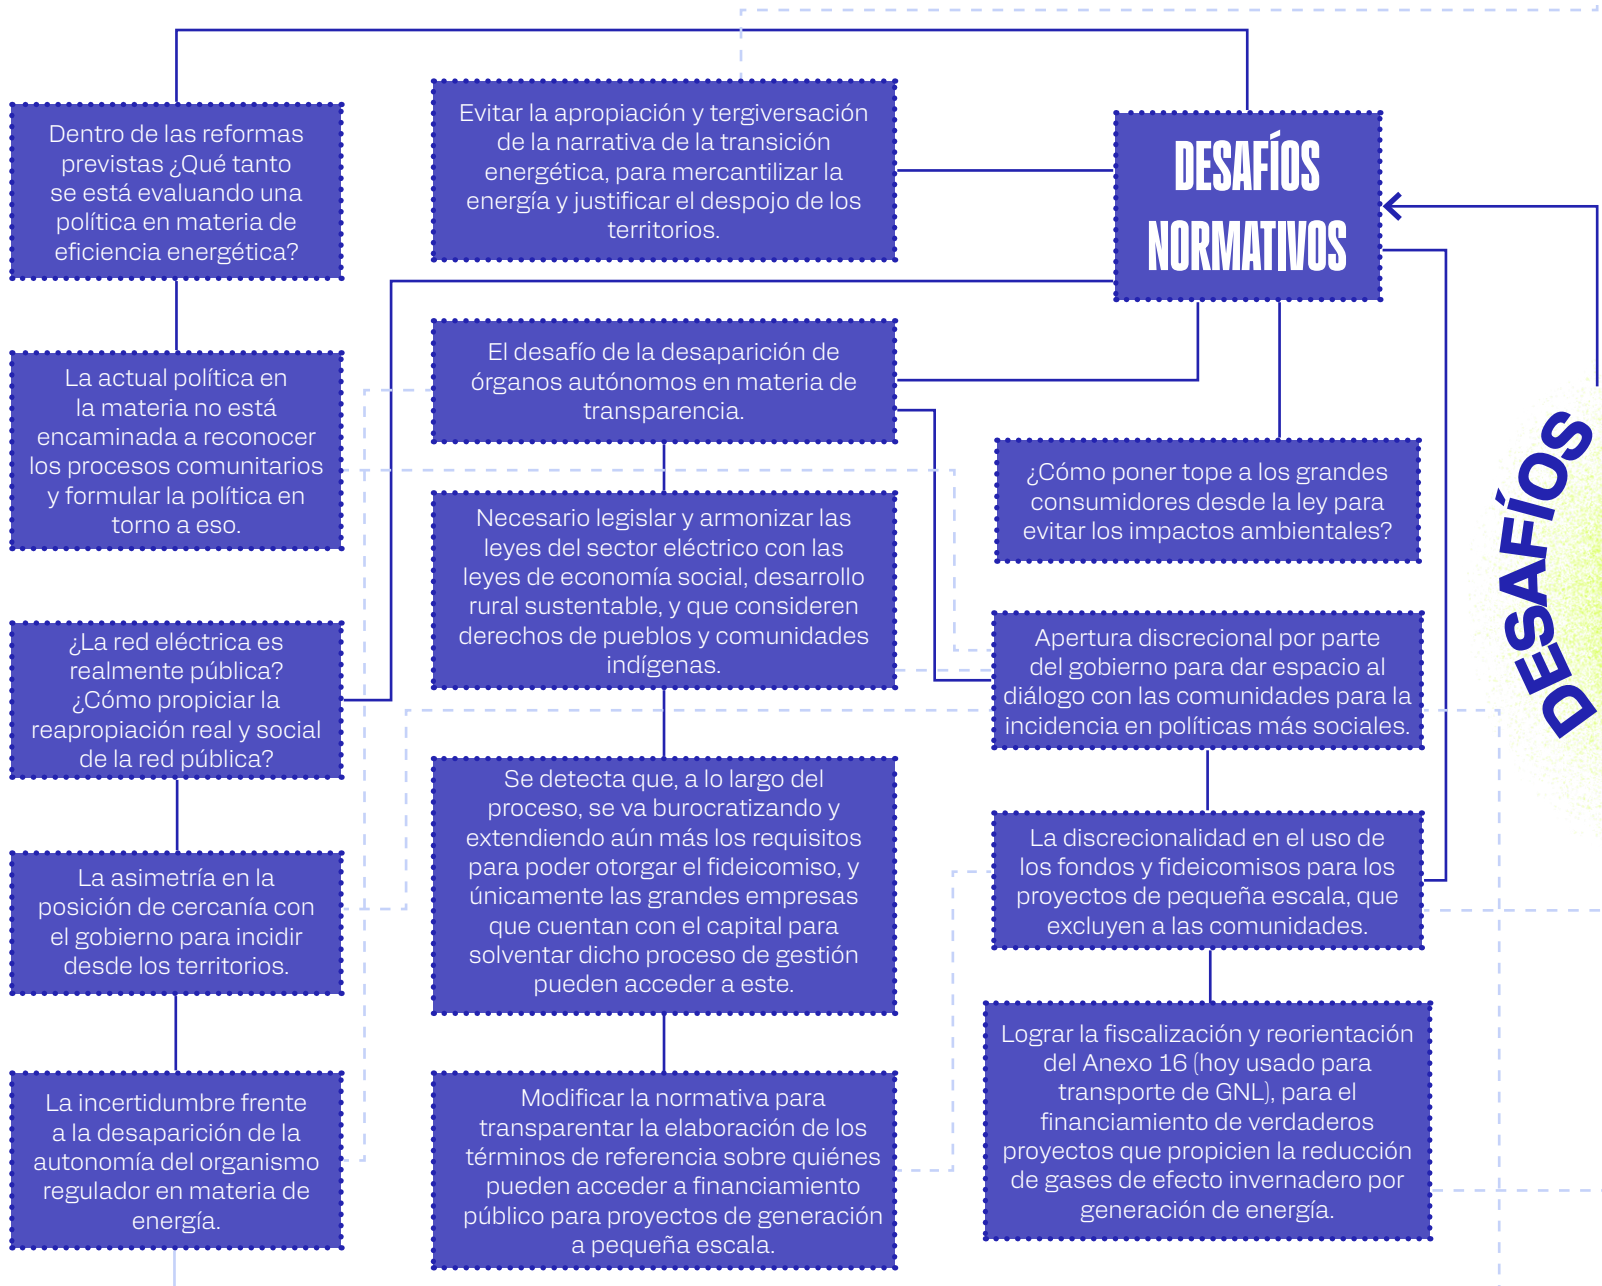 DESAFÍOS
NORMATIVOS
Dentro de las reformas
previstas ¿Qué tanto
se está evaluando una
política en materia de
eficiencia energética?
La actual política en
la materia no está
encaminada a reconocer
los procesos comunitarios
y formular la política en
torno a eso.
¿La red eléctrica es
realmente pública?
¿Cómo propiciar la
reapropiación real y social
de la red pública?
La asimetría en la
posición de cercanía con
el gobierno para incidir
desde los territorios.
La incertidumbre frente
a la desaparición de la
autonomía del organismo
regulador en materia de
energía.
Evitar la apropiación y tergiversación
de la narrativa de la transición
energética, para mercantilizar la
energía y justificar el despojo de los
territorios.
El desafío de la desaparición de
órganos autónomos en materia de
transparencia.
Necesario legislar y armonizar las
leyes del sector eléctrico con las
leyes de economía social, desarrollo
rural sustentable, y que consideren
derechos de pueblos y comunidades
indígenas.
Se detecta que, a lo largo del
proceso, se va burocratizando y
extendiendo aún más los requisitos
para poder otorgar el fideicomiso, y
únicamente las grandes empresas
que cuentan con el capital para
solventar dicho proceso de gestión
pueden acceder a este.
Modificar la normativa para
transparentar la elaboración de los
términos de referencia sobre quiénes
pueden acceder a financiamiento
público para proyectos de generación
a pequeña escala.
¿Cómo poner tope a los grandes
consumidores desde la ley para
evitar los impactos ambientales?
Apertura discrecional por parte
del gobierno para dar espacio al
diálogo con las comunidades para la
incidencia en políticas más sociales.
La discrecionalidad en el uso de
los fondos y fideicomisos para los
proyectos de pequeña escala, que
excluyen a las comunidades.
Lograr la fiscalización y reorientación
del Anexo 16 (hoy usado para
transporte de GNL), para el
financiamiento de verdaderos
proyectos que propicien la reducción
de gases de efecto invernadero por
generación de energía.
DESAFÍOS